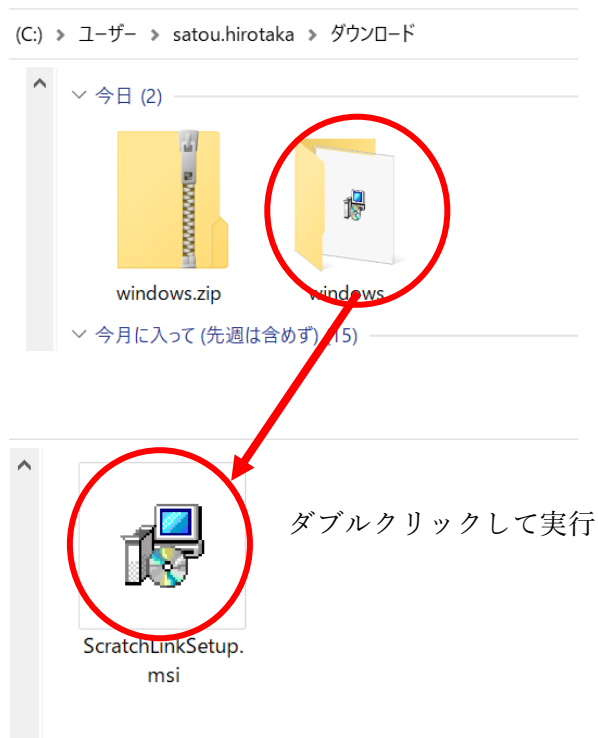 (C:) > ユーザー > satou.hirotaka > ダウンロード
今日 (2)
windows.zip
windows
今月に入って (先週は含めず) (15)
ダブルクリックして実行
ScratchLinkSetup.
msi